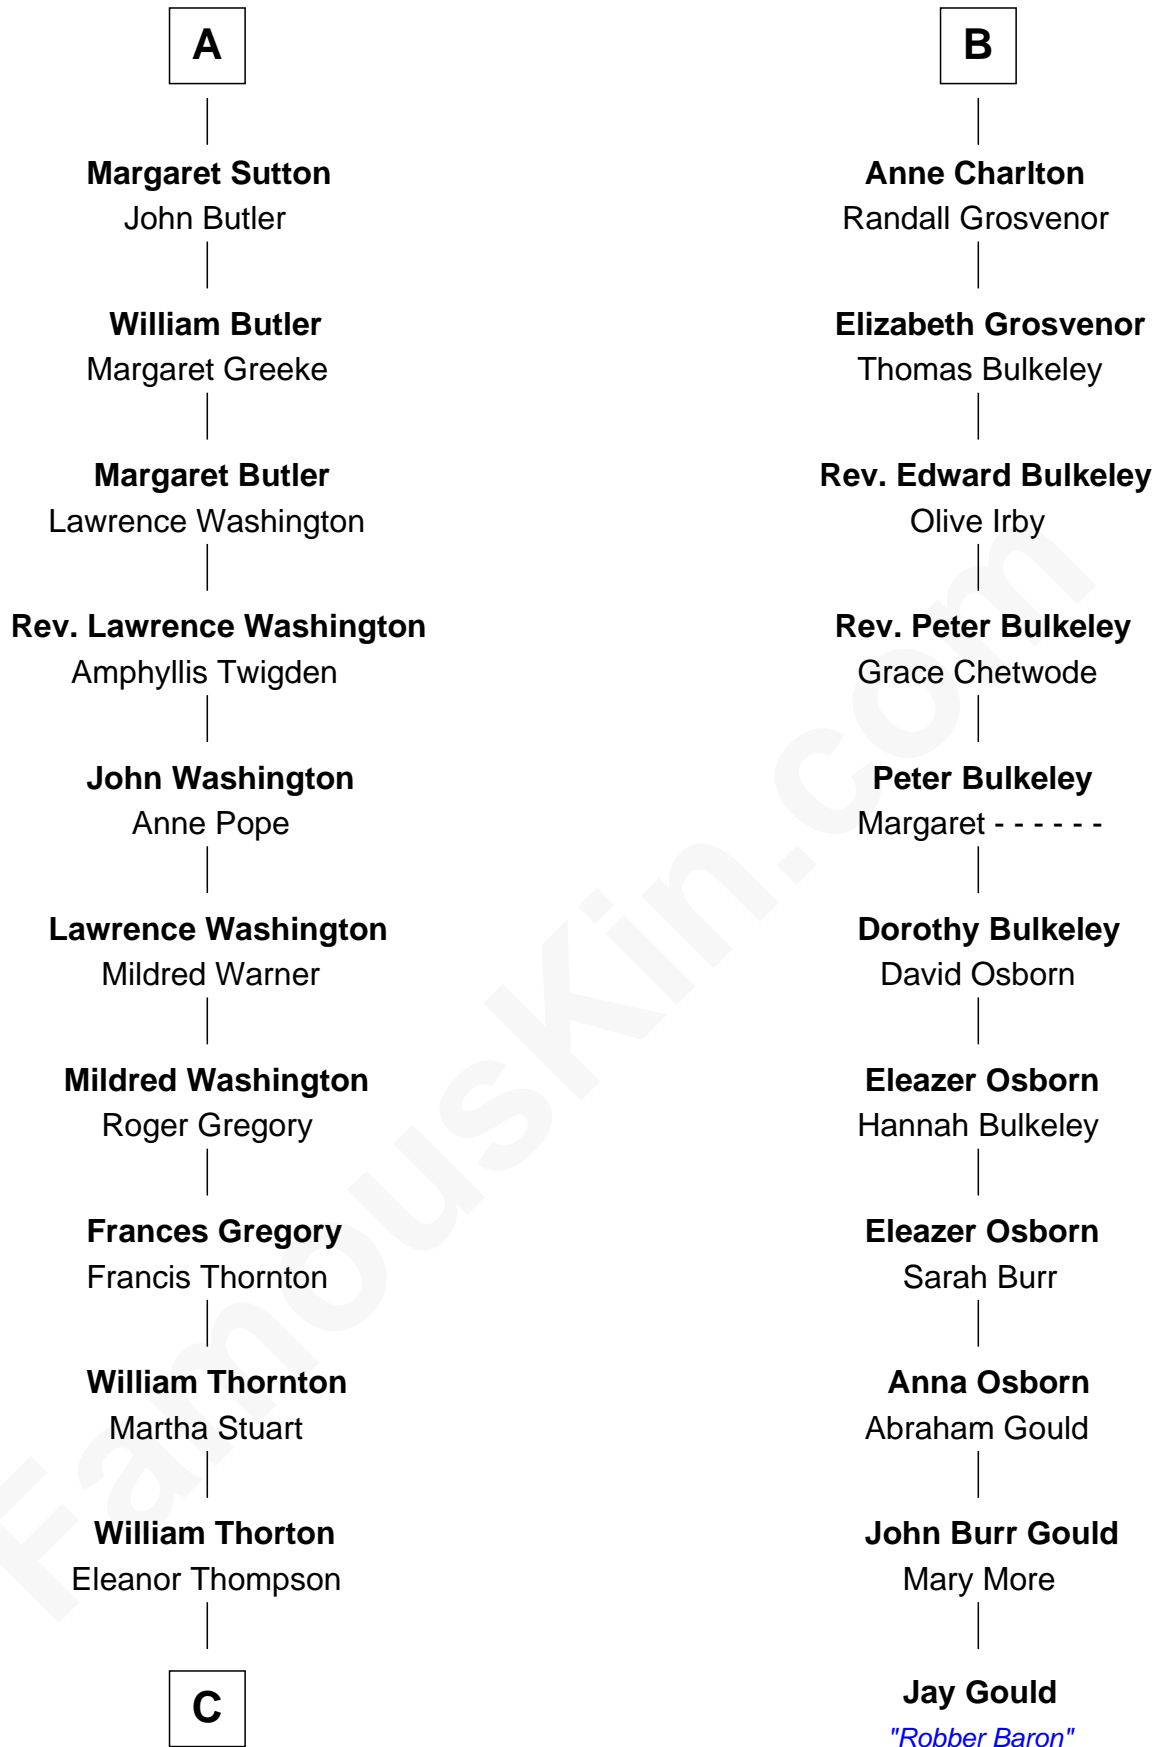 A
Margaret Sutton
John Butler
William Butler
Margaret Greeke
Margaret Butler
Lawrence Washington
Rev. Lawrence Washington
Amphyllis Twigden
John Washington
Anne Pope
Lawrence Washington
Mildred Warner
Mildred Washington
Roger Gregory
Frances Gregory
Francis Thornton
William Thornton
Martha Stuart
William Thorton
Eleanor Thompson
C
B
Anne Charlton
Randall Grosvenor
Elizabeth Grosvenor
Thomas Bulkeley
Rev. Edward Bulkeley
Olive Irby
Rev. Peter Bulkeley
Grace Chetwode
Peter Bulkeley
Margaret - - - - - -
Dorothy Bulkeley
David Osborn
Eleazer Osborn
Hannah Bulkeley
Eleazer Osborn
Sarah Burr
Anna Osborn
Abraham Gould
John Burr Gould
Mary More
Jay Gould
"Robber Baron"
FamousKin.com